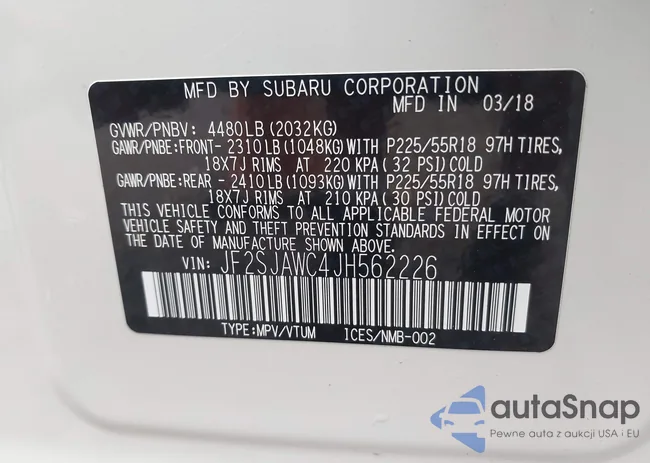 MFD BY SUBARU CORPORATION
MFD IN 03/18
GVWR/PNBV: 4480LB(2032KG)
GAWR/PNBE:FRONT-2310LB(1048KG)WITH P225/55R18 97H TIRES,
18X7J RIMS AT 220 KPA(32 PSI)COLD
GAWR/PNBE:REAR -2410LB(1093KG)WITH P225/55R18 97H TIRES,
18X7J RIMS AT 210 KPA(30 PSI)COLD
THIS VEHICLE CONFORMS TO ALL APPLICABLE FEDERAL MOTOR
VEHICLE SAFETY AND THEFT PREVENTION STANDARDS IN EFFECT
ON THE DATE OF MANUFACTURE SHOWN ABOVE.
VIN: JF2SJAWC4JH562226
TYPE:MPV/VTUM ICES/NMB-002
autaSnap
Pewne auta z aukcji USA i EU